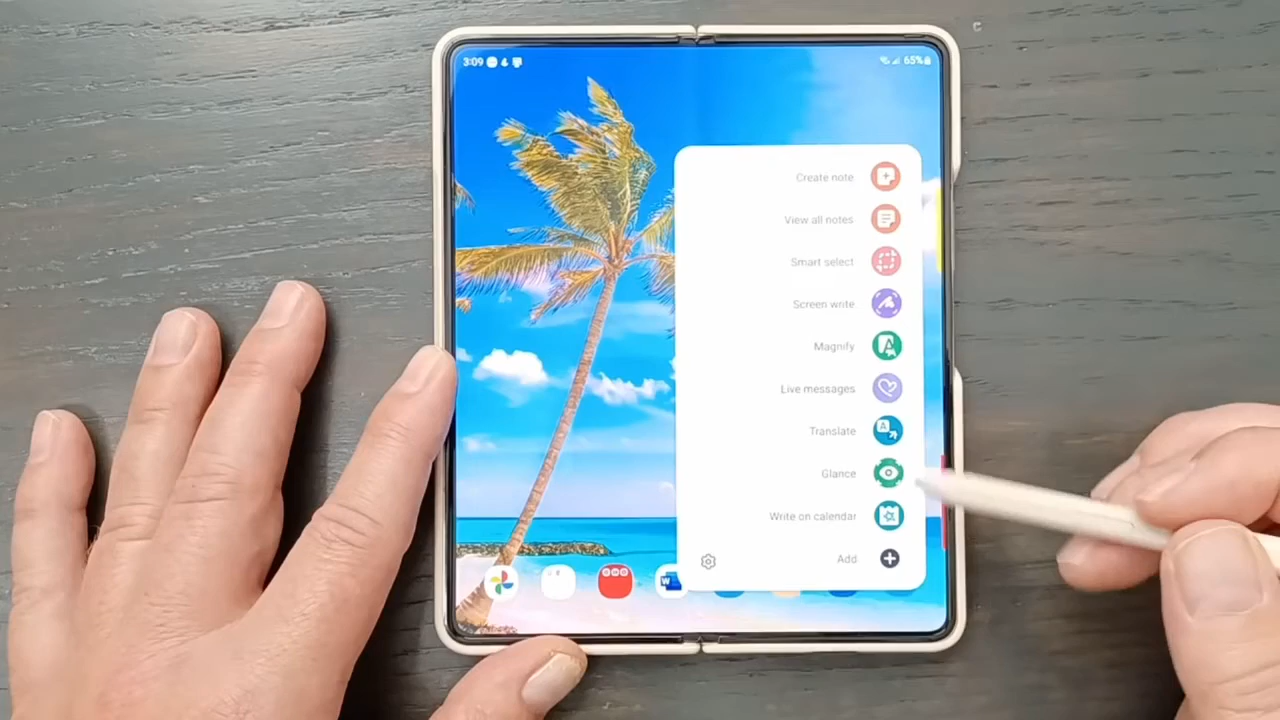 3:09
65%
Create note
View all notes
Smart select
Screen write
Magnify
Live messages
Translate
Glance
Write on calendar
Add
A
A
W